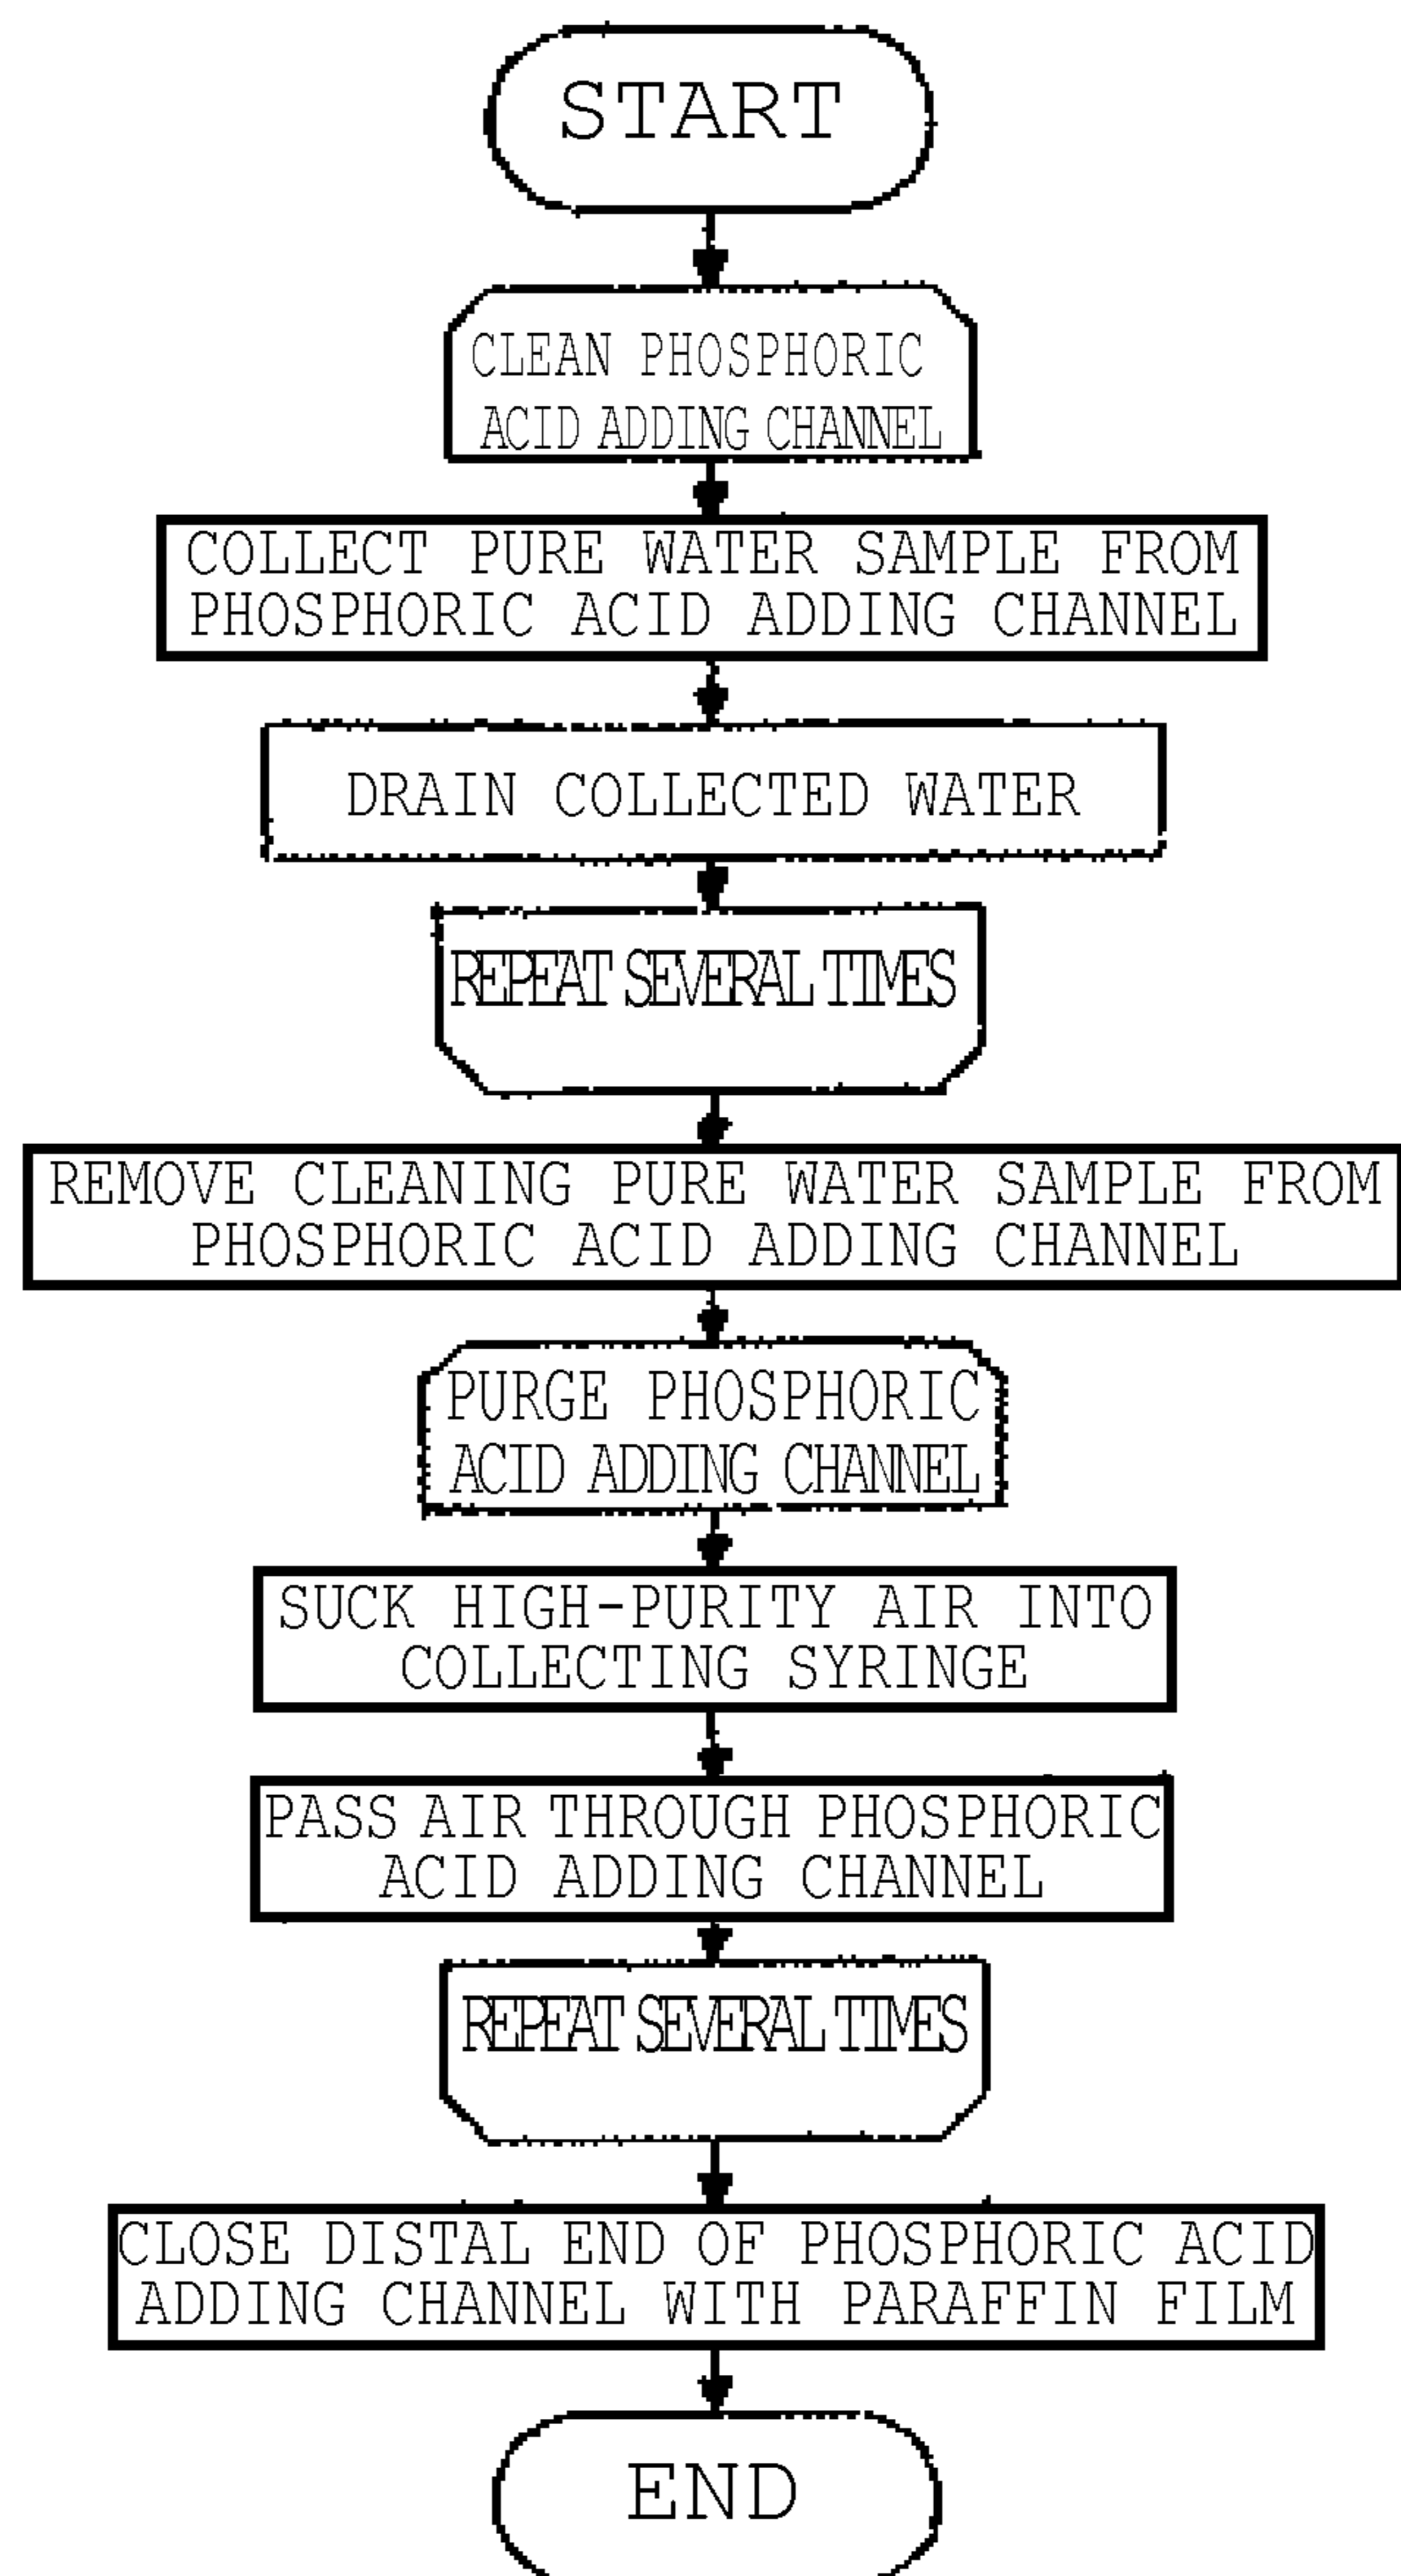 START
CLEAN PHOSPHORIC
ACID ADDING CHANNEL
COLLECT PURE WATER SAMPLE FROM
PHOSPHORIC ACID ADDING CHANNEL
DRAIN COLLECTED WATER
REPEAT SEVERAL TIMES
REMOVE CLEANING PURE WATER SAMPLE FROM
PHOSPHORIC ACID ADDING CHANNEL
PURGE PHOSPHORIC
ACID ADDING CHANNEL
SUCK HIGH-PURITY AIR INTO
COLLECTING SYRINGE
PASS AIR THROUGH PHOSPHORIC
ACID ADDING CHANNEL
REPEAT SEVERAL TIMES
CLOSE DISTAL END OF PHOSPHORIC ACID
ADDING CHANNEL WITH PARAFFIN FILM
END